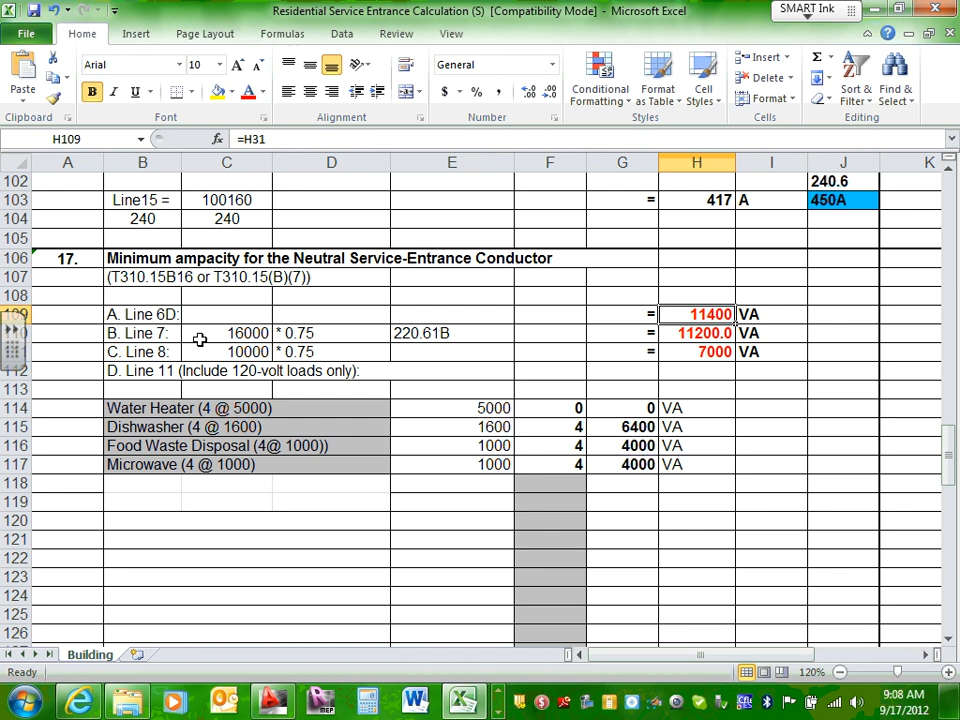 Residential Service Entrance Calculation (S) [Compatibility Mode] - Microsoft Excel
SMART Ink
File Home Insert Page Layout Formulas Data Review View
Paste
Arial 10
B I U A
General
$ % ,
Conditional Formatting
Format as Table
Cell Styles
Insert
Delete
Format
Σ
Sort & Filter
Find & Select
Clipboard Font Alignment Number Styles Cells Editing
H109 fx =H31
A B C D E F G H I J K
102 240.6
103 Line15 = 100160 = 417 A 450A
104 240 240
105
106 17. Minimum ampacity for the Neutral Service-Entrance Conductor
107 (T310.15B16 or T310.15(B)(7))
108
109 A. Line 6D: = 11400 VA
110 B. Line 7: 16000 * 0.75 220.61B = 11200.0 VA
111 C. Line 8: 10000 * 0.75 = 7000 VA
112 D. Line 11 (Include 120-volt loads only):
113
114 Water Heater (4 @ 5000) 5000 0 0 VA
115 Dishwasher (4 @ 1600) 1600 4 6400 VA
116 Food Waste Disposal (4@ 1000)) 1000 4 4000 VA
117 Microwave (4 @ 1000) 1000 4 4000 VA
118
119
120
121
122
123
124
125
126
Building
Ready 120%
9:08 AM
9/17/2012